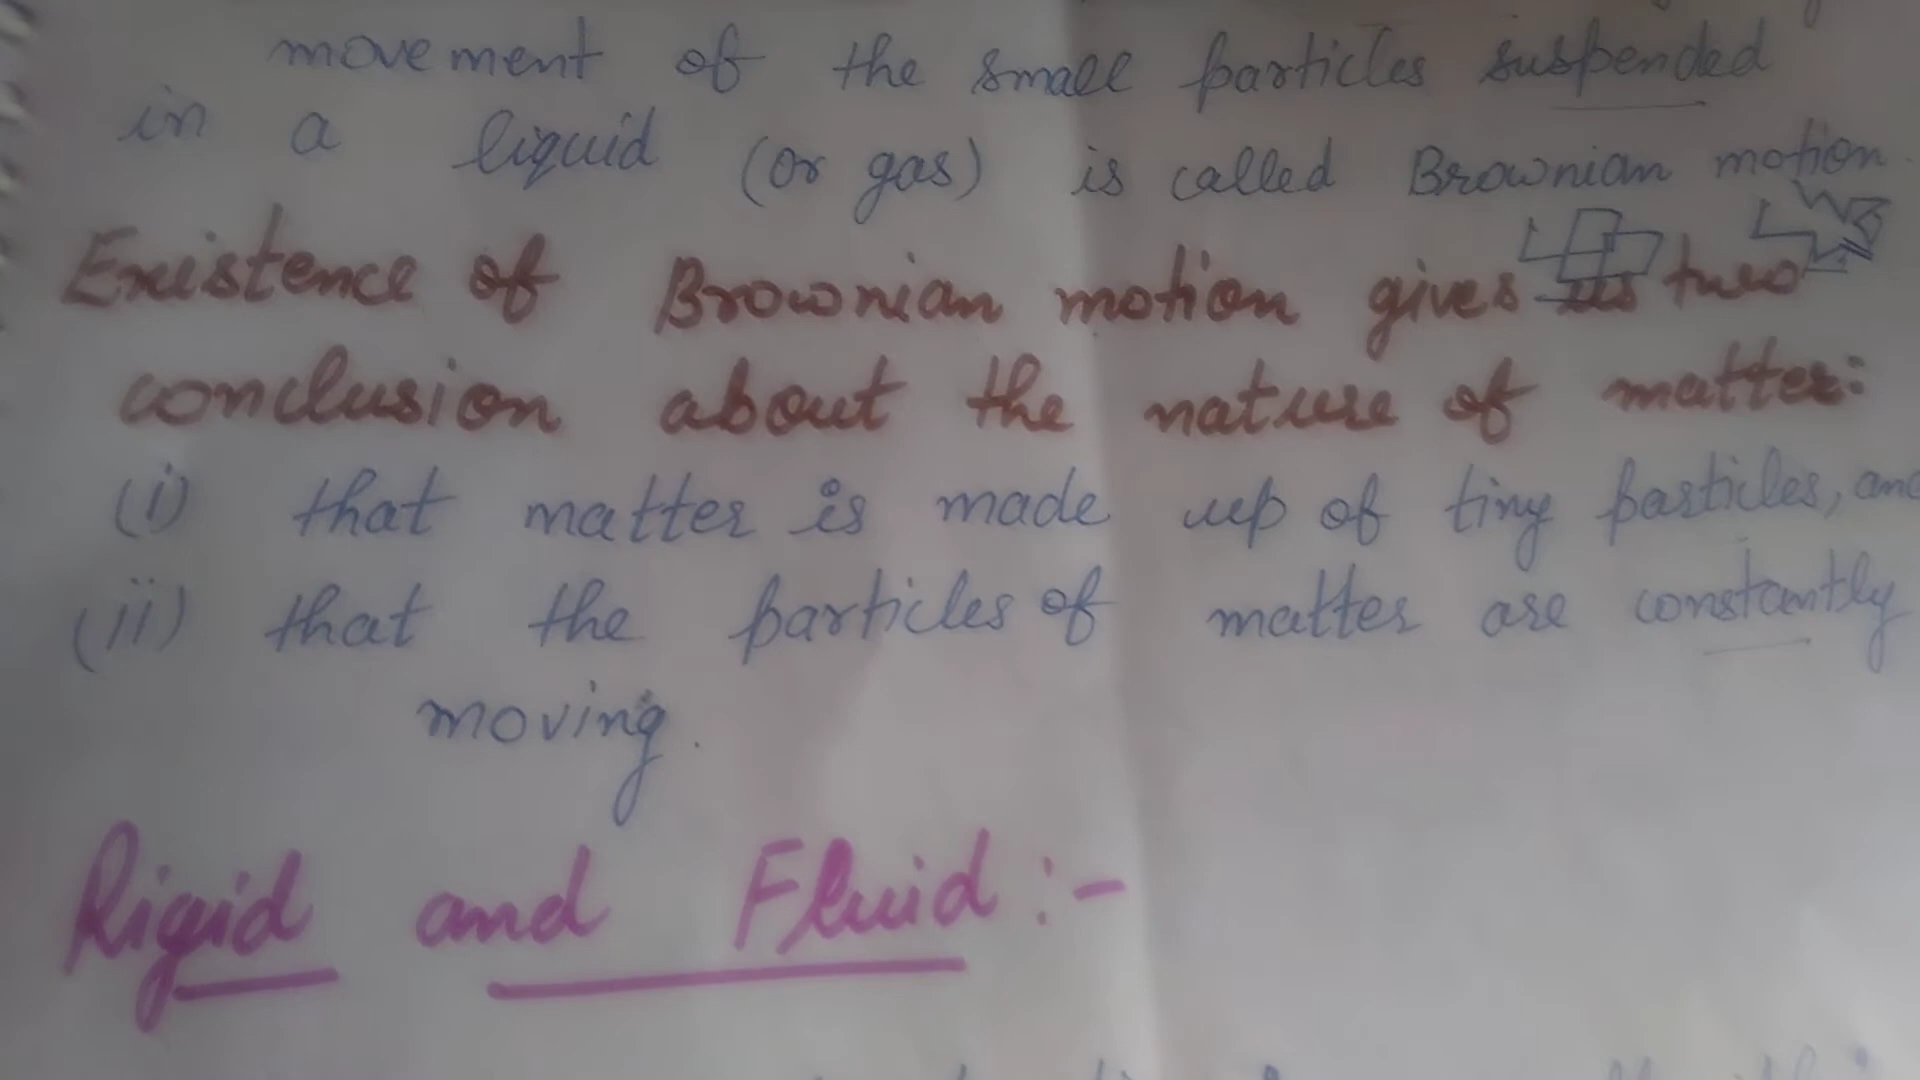 movement of the small particles suspended
in a liquid (or gas) is called Brownian motion.
Existence of Brownian motion gives us two
conclusion about the nature of matter:
(i) that matter is made up of tiny particles, and
(ii) that the particles of matter are constantly
moving.
Rigid and Fluid :-